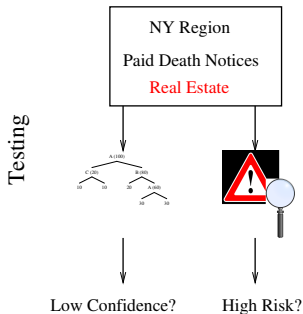 NY Region
Paid Death Notices
Real Estate
Testing
A (100)
C (20) B (80)
10 10 20 A (60)
30 30
!
Low Confidence? High Risk?